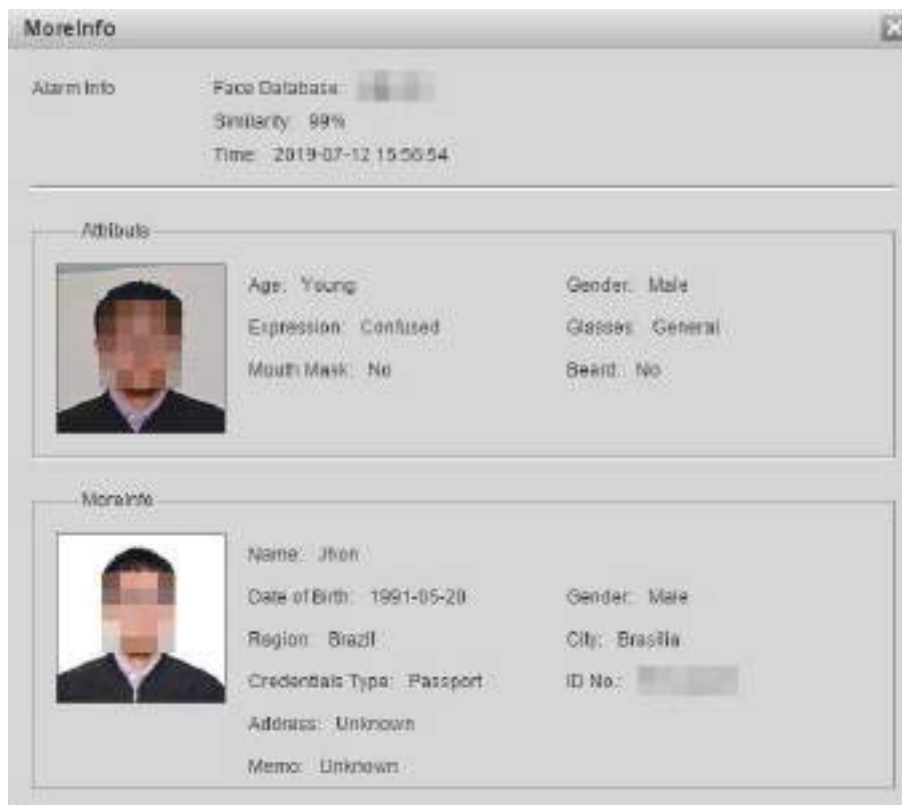 MoreInfo
Alarm Info Face Database:
Similarity: 99%
Time: 2019-07-12 15:56:54
Attribute
Age: Young Gender: Male
Expression: Confused Glasses: General
Mouth Mask: No Beard: No
MoreInfo
Name: Jhon
Date of Birth: 1991-05-20 Gender: Male
Region: Brazil City: Brasilia
Credentials Type: Passport ID No.:
Address: Unknown
Memo: Unknown